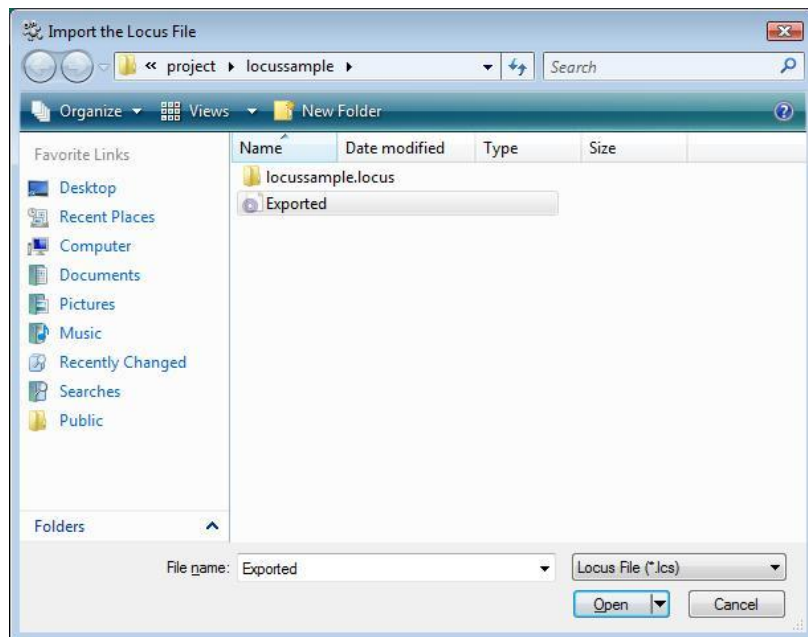 Import the Locus File
« project locussample
Search
Organize Views New Folder
Favorite Links
Desktop
Recent Places
Computer
Documents
Pictures
Music
Recently Changed
Searches
Public
Folders
Name Date modified Type Size
locussample.locus
Exported
File name: Exported
Locus File (*.lcs)
Open Cancel